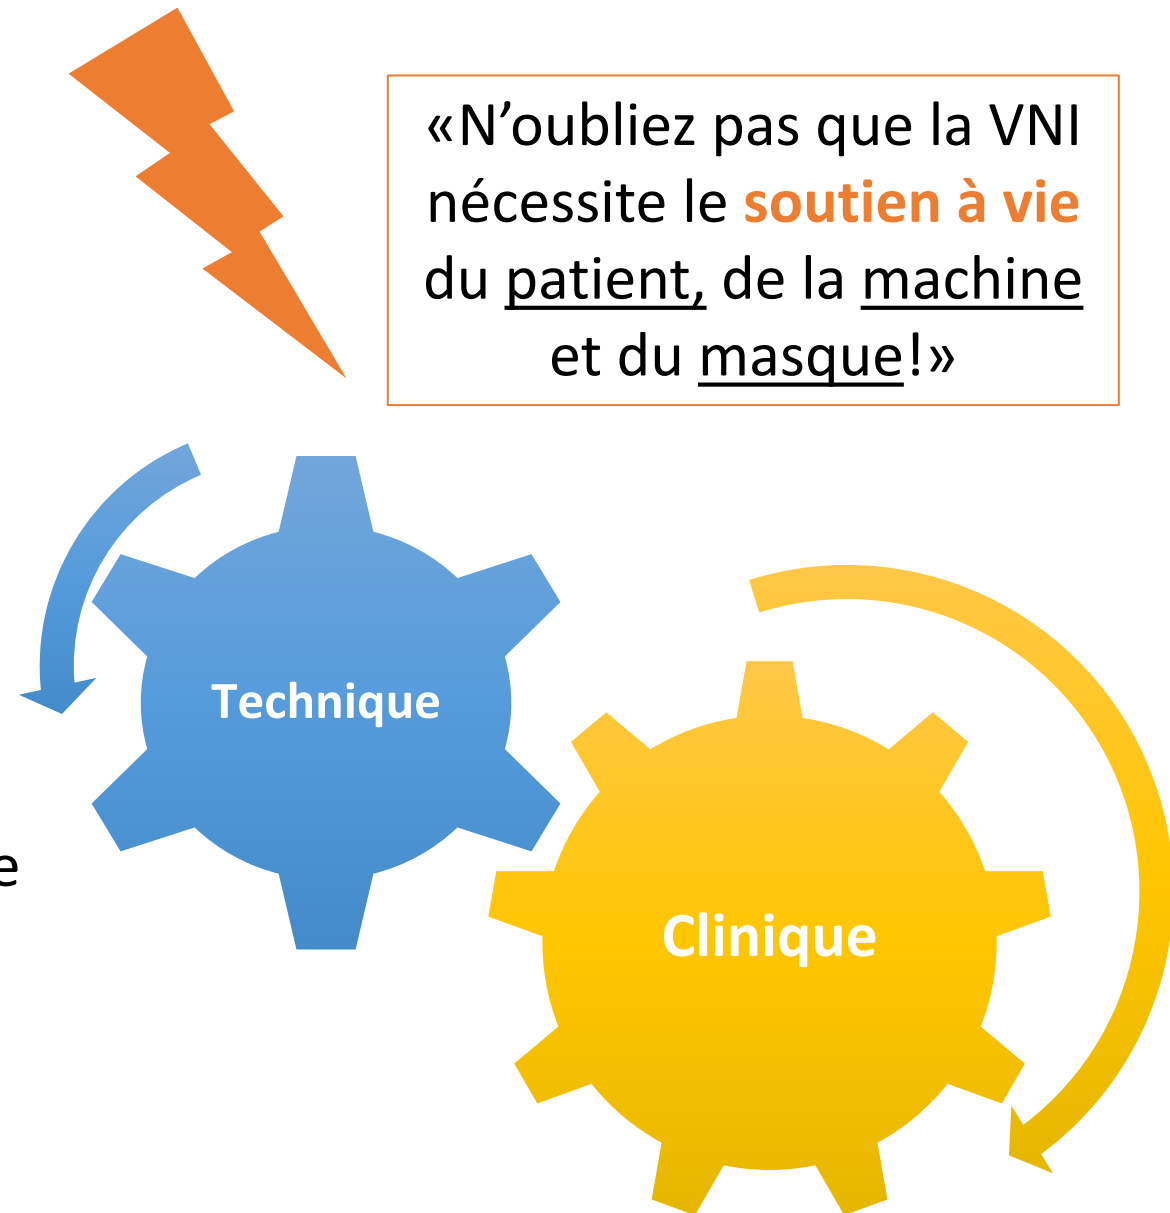 «N’oubliez pas que la VNI
nécessite le soutien à vie
du patient, de la machine
et du masque!»
Technique
e
Clinique